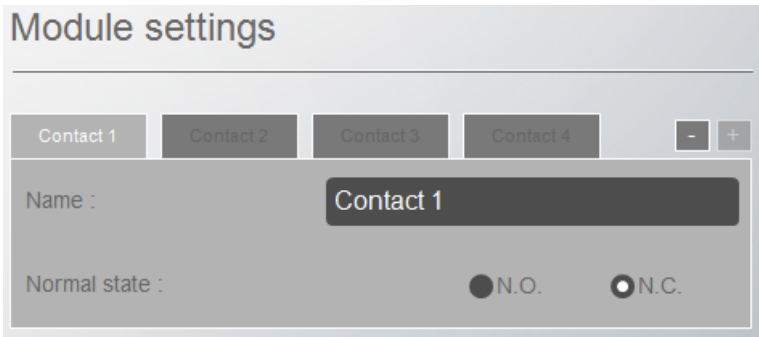 Module settings
Contact 1 Contact 2 Contact 3 Contact 4 - +
Name : Contact 1
Normal state : N.O. N.C.